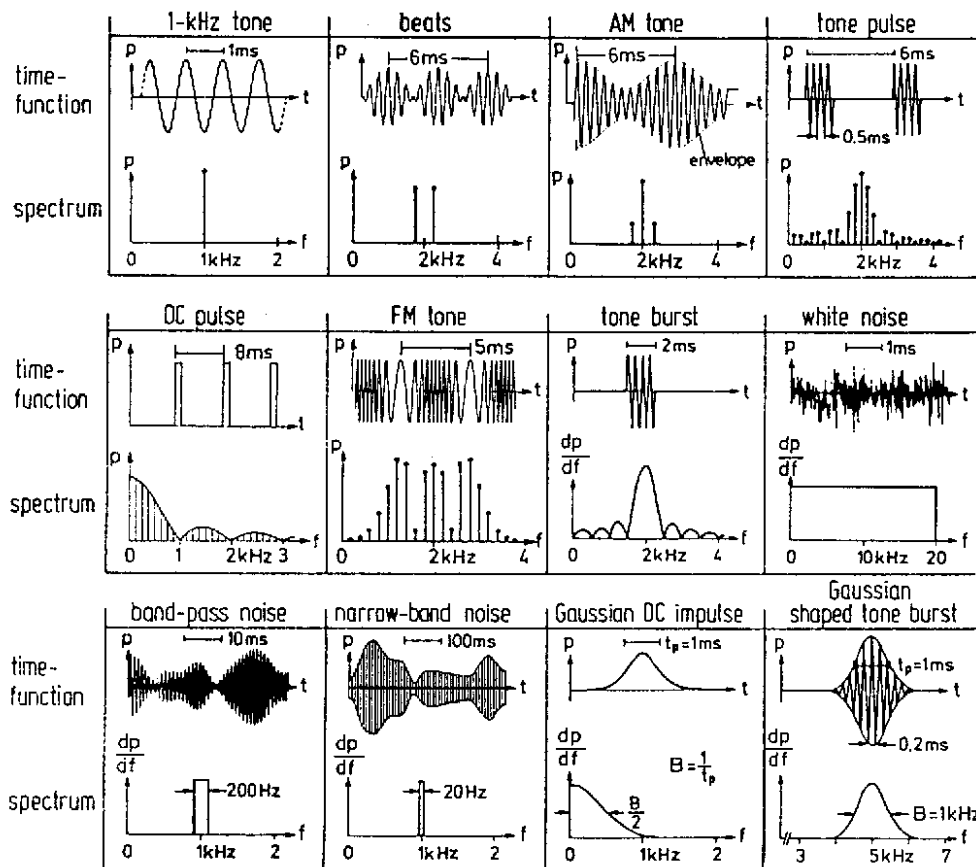 1-kHz tone
beats
AM tone
tone pulse
time-
function
p
1ms
t
p
6ms
t
p
6ms
t
envelope
p
6ms
t
0.5ms
spectrum
p
0
1kHz
2
f
p
0
2kHz
4
f
p
0
2kHz
4
f
p
0
2kHz
4
f
DC pulse
FM tone
tone burst
white noise
time-
function
p
8ms
t
p
5ms
t
p
2ms
t
p
1ms
t
spectrum
p
0
1
2kHz
3
f
p
0
2kHz
4
f
dp
df
0
2kHz
4
f
dp
df
0
10kHz
20
f
band-pass noise
narrow-band noise
Gaussian DC impulse
Gaussian
shaped tone burst
time-
function
p
10ms
t
p
100ms
t
p
tp=1ms
t
p
tp=1ms
t
0.2ms
spectrum
dp
df
200Hz
0
1kHz
2
f
dp
df
20Hz
0
1kHz
2
f
dp
df
B=1/tp
B/2
0
1kHz
2
f
dp
df
B=1kHz
3
5kHz
7
f